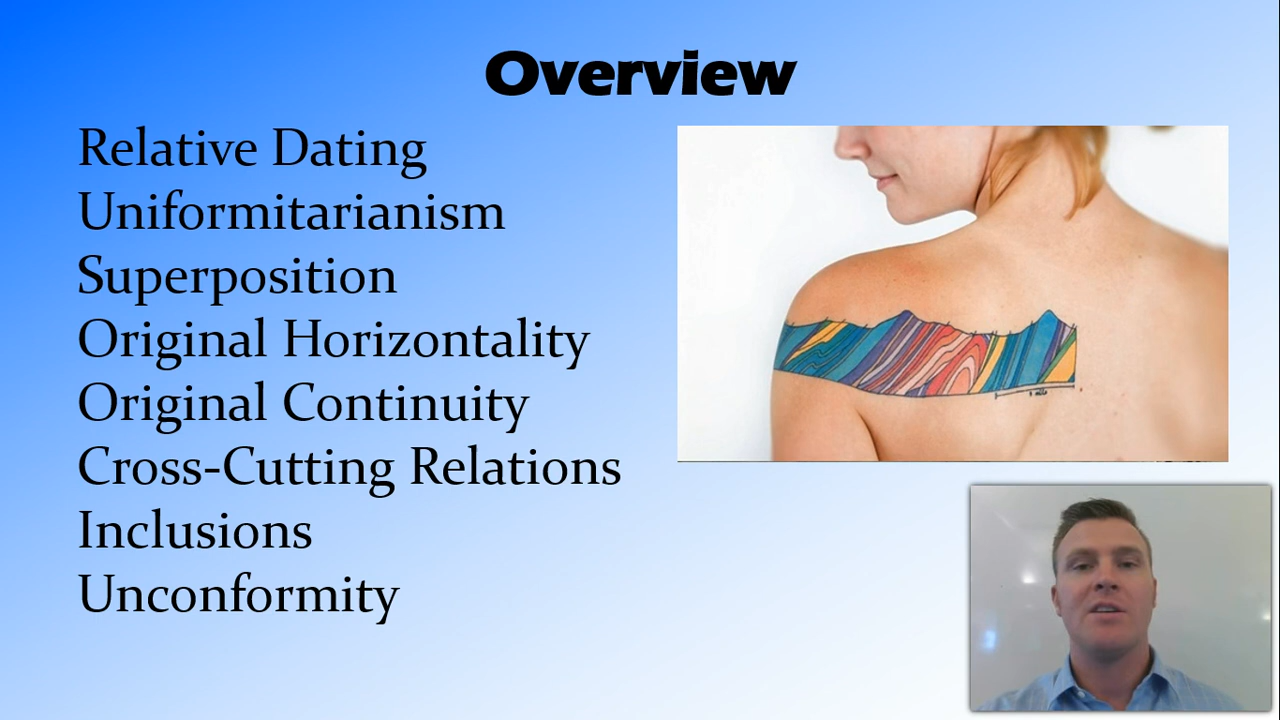 Overview
Relative Dating
Uniformitarianism
Superposition
Original Horizontality
Original Continuity
Cross-Cutting Relations
Inclusions
Unconformity